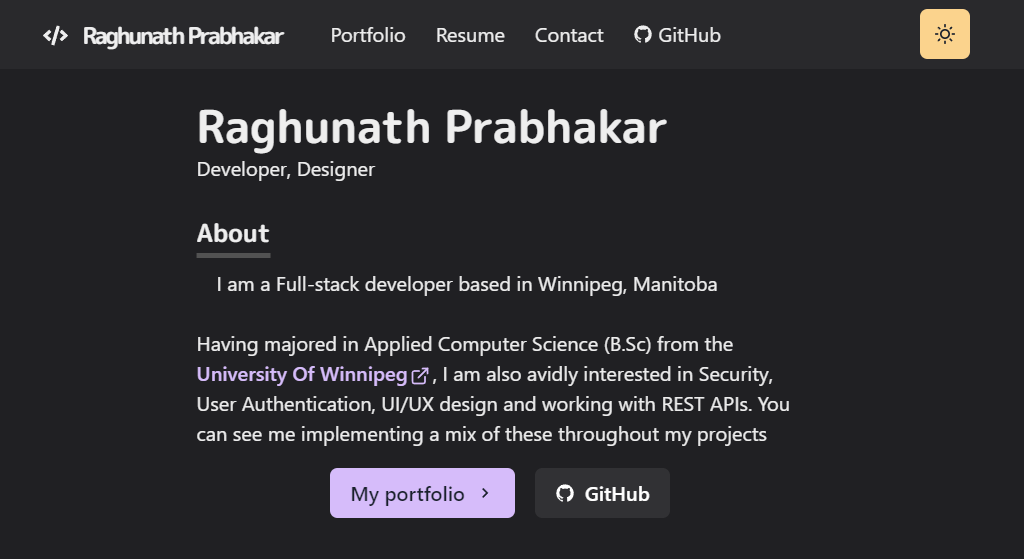 </> Raghunath Prabhakar Portfolio Resume Contact GitHub
Raghunath Prabhakar
Developer, Designer
About
I am a Full-stack developer based in Winnipeg, Manitoba
Having majored in Applied Computer Science (B.Sc) from the
University Of Winnipeg, I am also avidly interested in Security,
User Authentication, UI/UX design and working with REST APIs. You
can see me implementing a mix of these throughout my projects
My portfolio GitHub